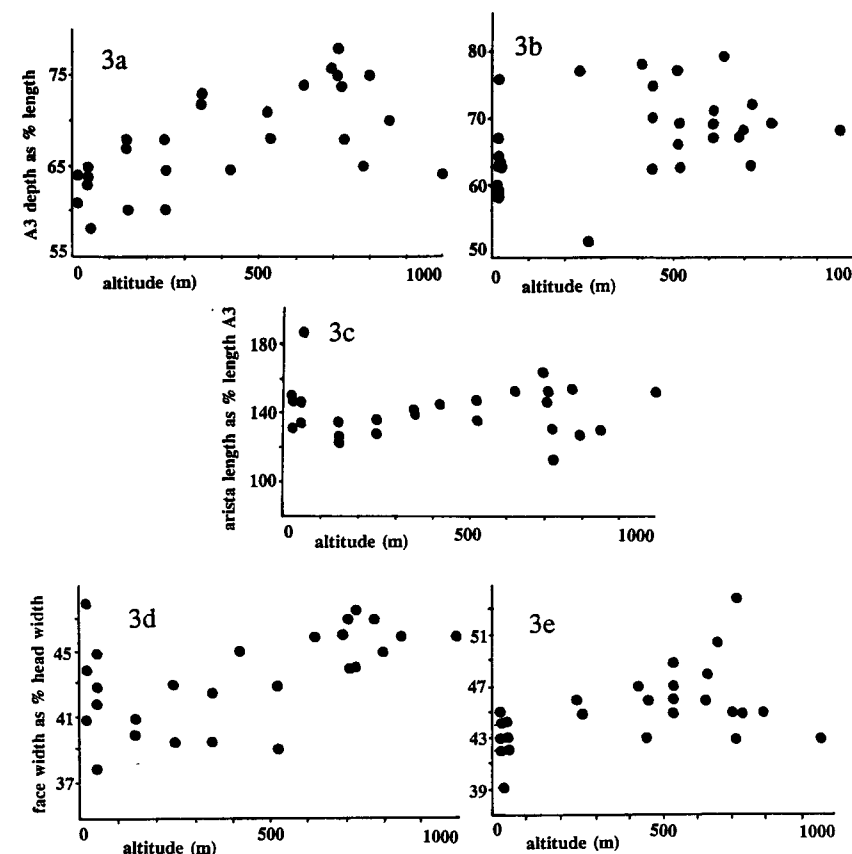 3a
A3 depth as % length
75
65
55
0 500 1000
altitude (m)
3b
80
70
60
50
0 500 100
altitude (m)
3c
arista length as % length A3
180
140
100
0 500 1000
altitude (m)
3d
face width as % head width
45
41
37
0 500 1000
altitude (m)
3e
51
47
43
39
0 500 1000
altitude (m)